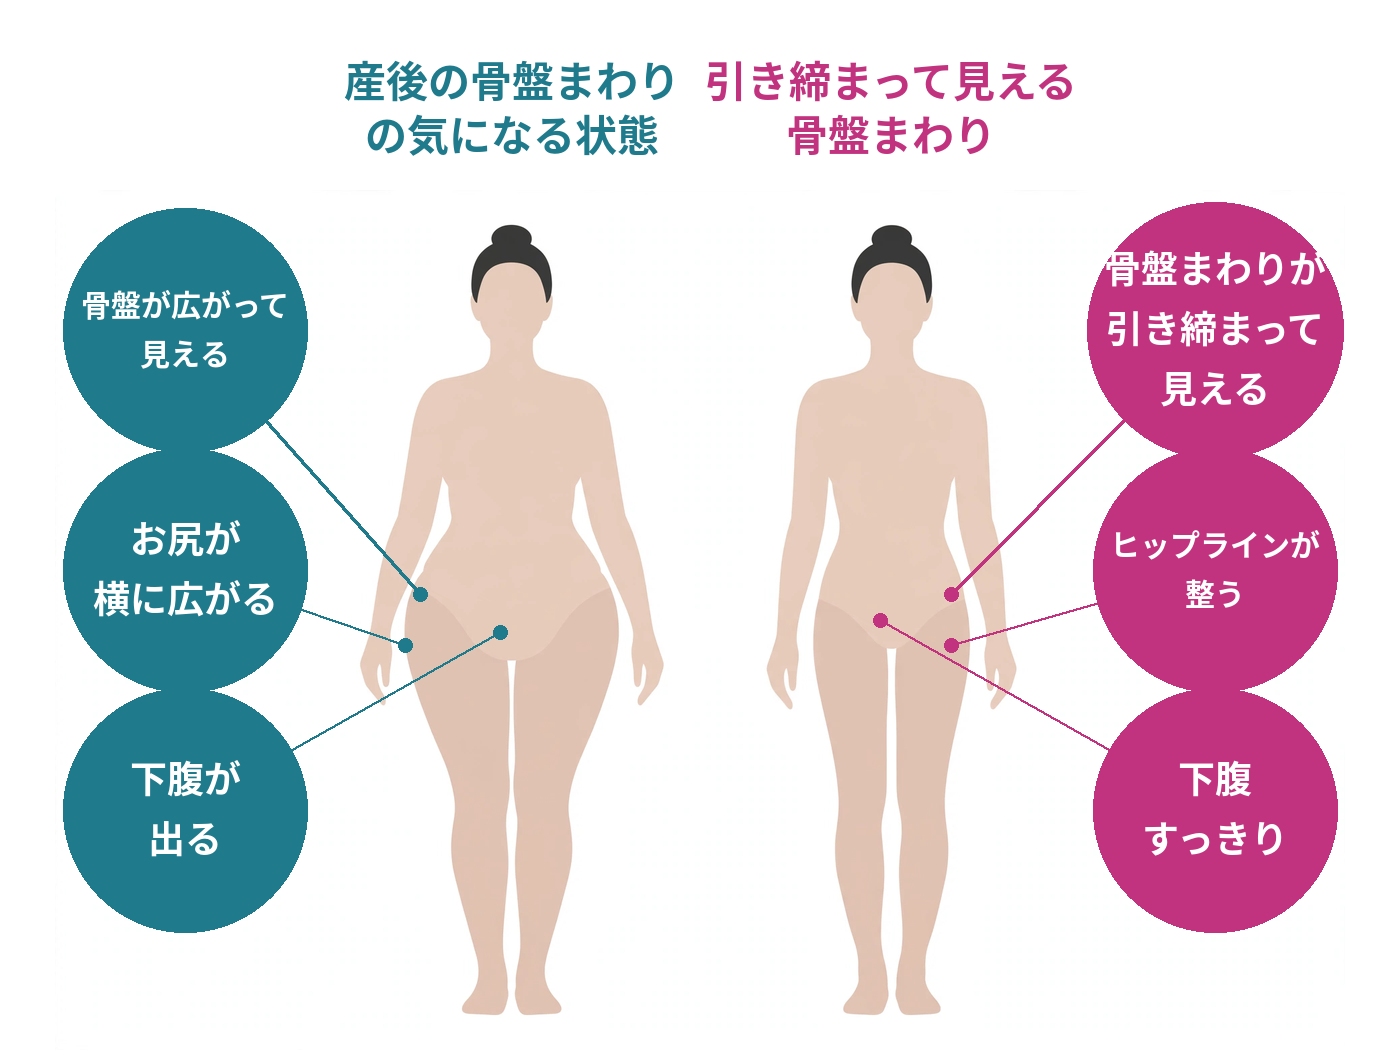 産後の骨盤まわり
の気になる状態
引き締まって見える
骨盤まわり
骨盤が広がって
見える
お尻が
横に広がる
下腹が
出る
骨盤まわりが
引き締まって
見える
ヒップラインが
整う
下腹
すっきり